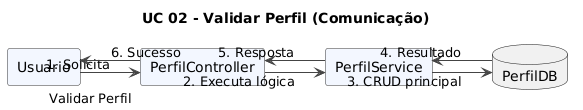 UC 02 - Validar Perfil (Comunicação)
Usuario
PerfilController
PerfilService
PerfilDB
1. Solicita
Validar Perfil
2. Executa lógica
3. CRUD principal
4. Resultado
5. Resposta
6. Sucesso